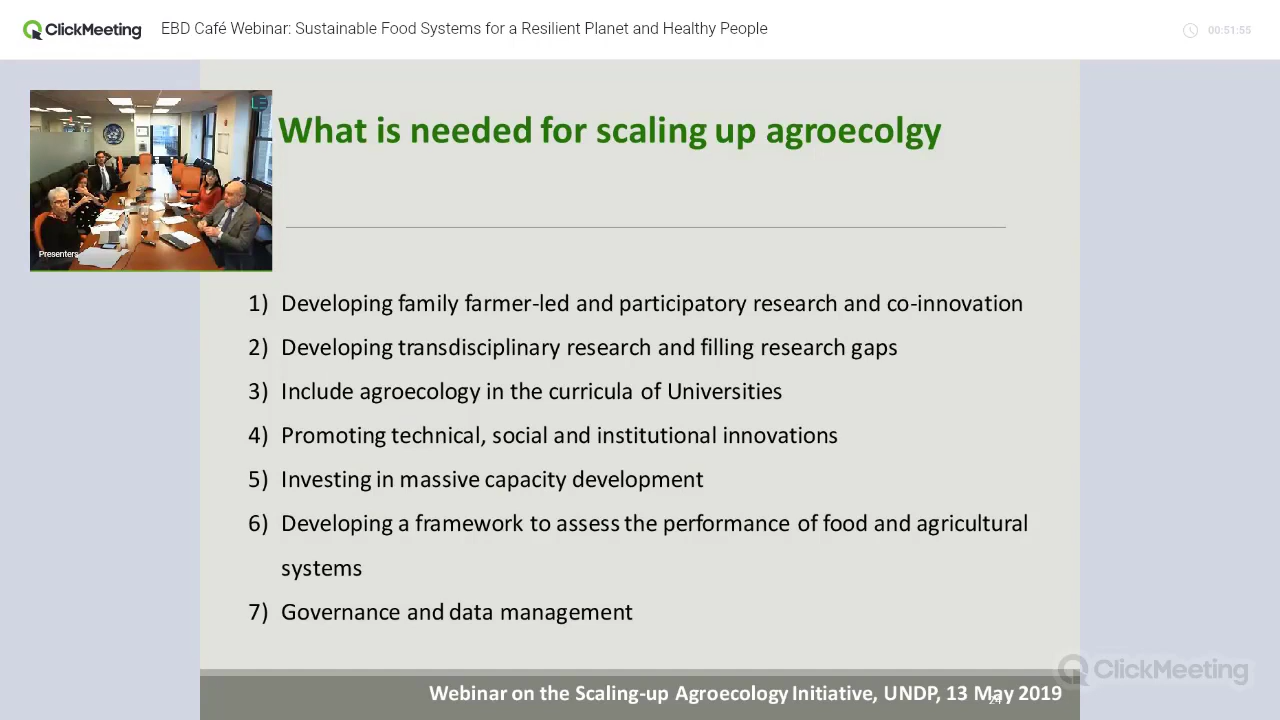 ClickMeeting
EBD Café Webinar: Sustainable Food Systems for a Resilient Planet and Healthy People
00:51:55
Presenters
What is needed for scaling up agroecolgy
1) Developing family farmer-led and participatory research and co-innovation
2) Developing transdisciplinary research and filling research gaps
3) Include agroecology in the curricula of Universities
4) Promoting technical, social and institutional innovations
5) Investing in massive capacity development
6) Developing a framework to assess the performance of food and agricultural
systems
7) Governance and data management
ClickMeeting
Webinar on the Scaling-up Agroecology Initiative, UNDP, 13 May 2019
24